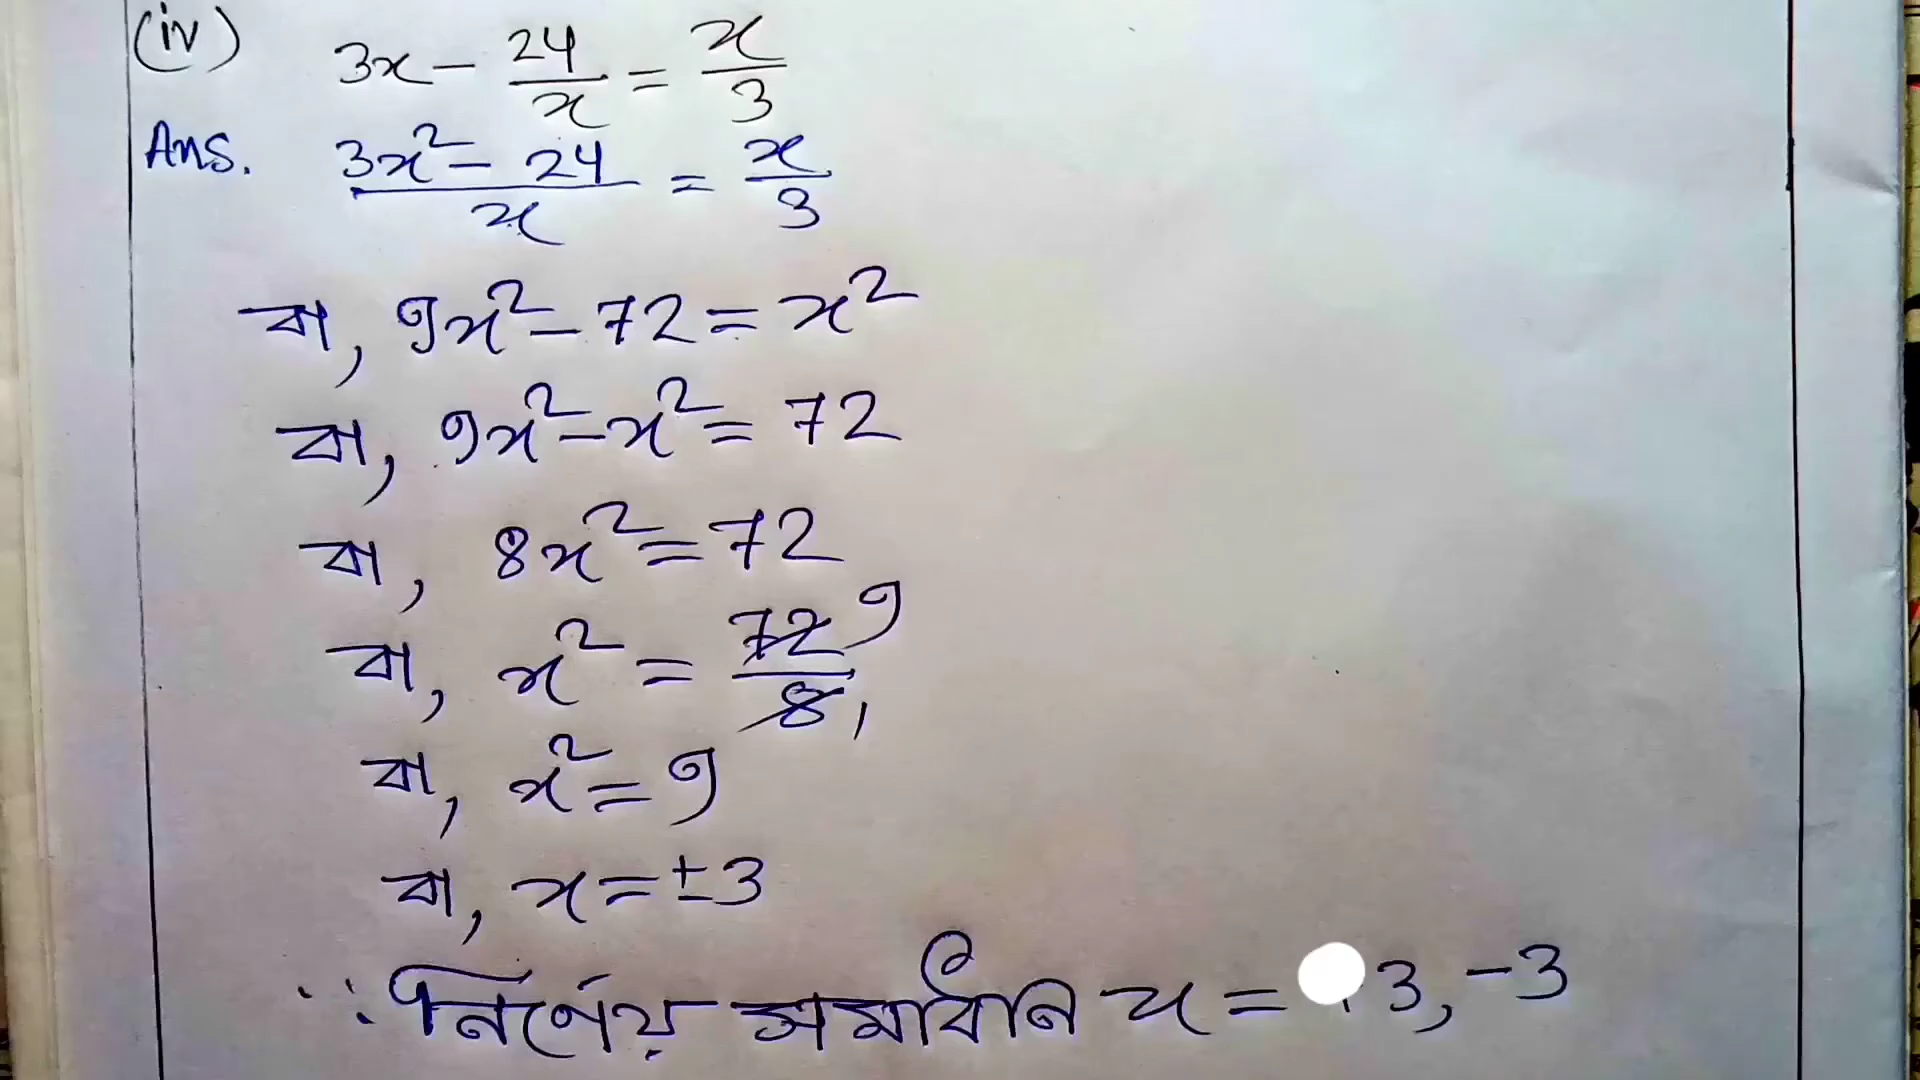 (iv) 3x - 24/x = x/3
Ans. 3x² - 24/x = x/3
বা, 9x² - 72 = x²
বা, 9x² - x² = 72
বা, 8x² = 72
বা, x² = 72/8 9 1
বা, x² = 9
বা, x = ±3
∴ নির্ণেয় সমাধান x = 3, -3